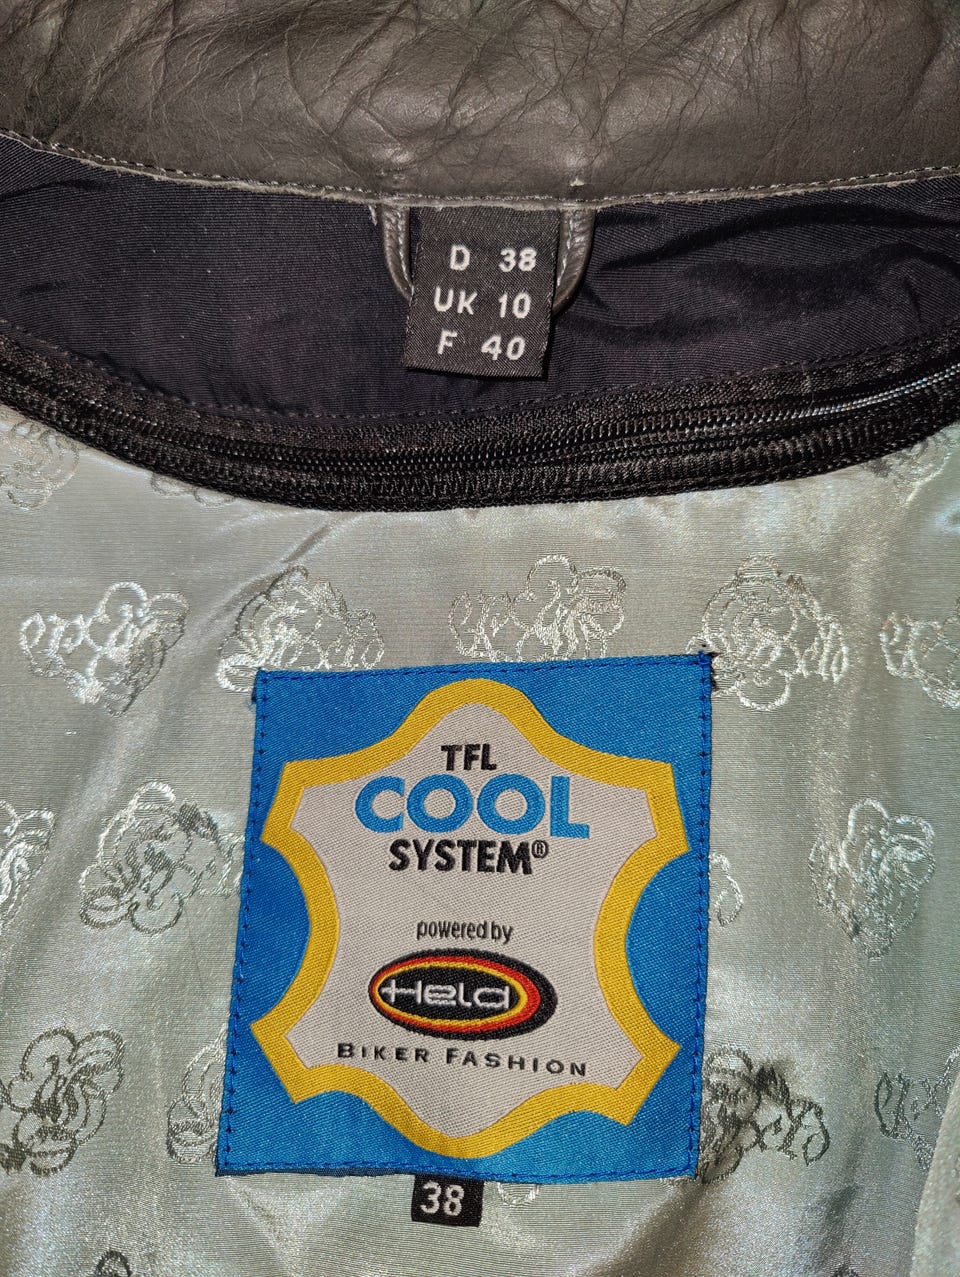 D 38
UK 10
F 40
TFL
COOL
SYSTEM®
powered by
Held
BIKER FASHION
38